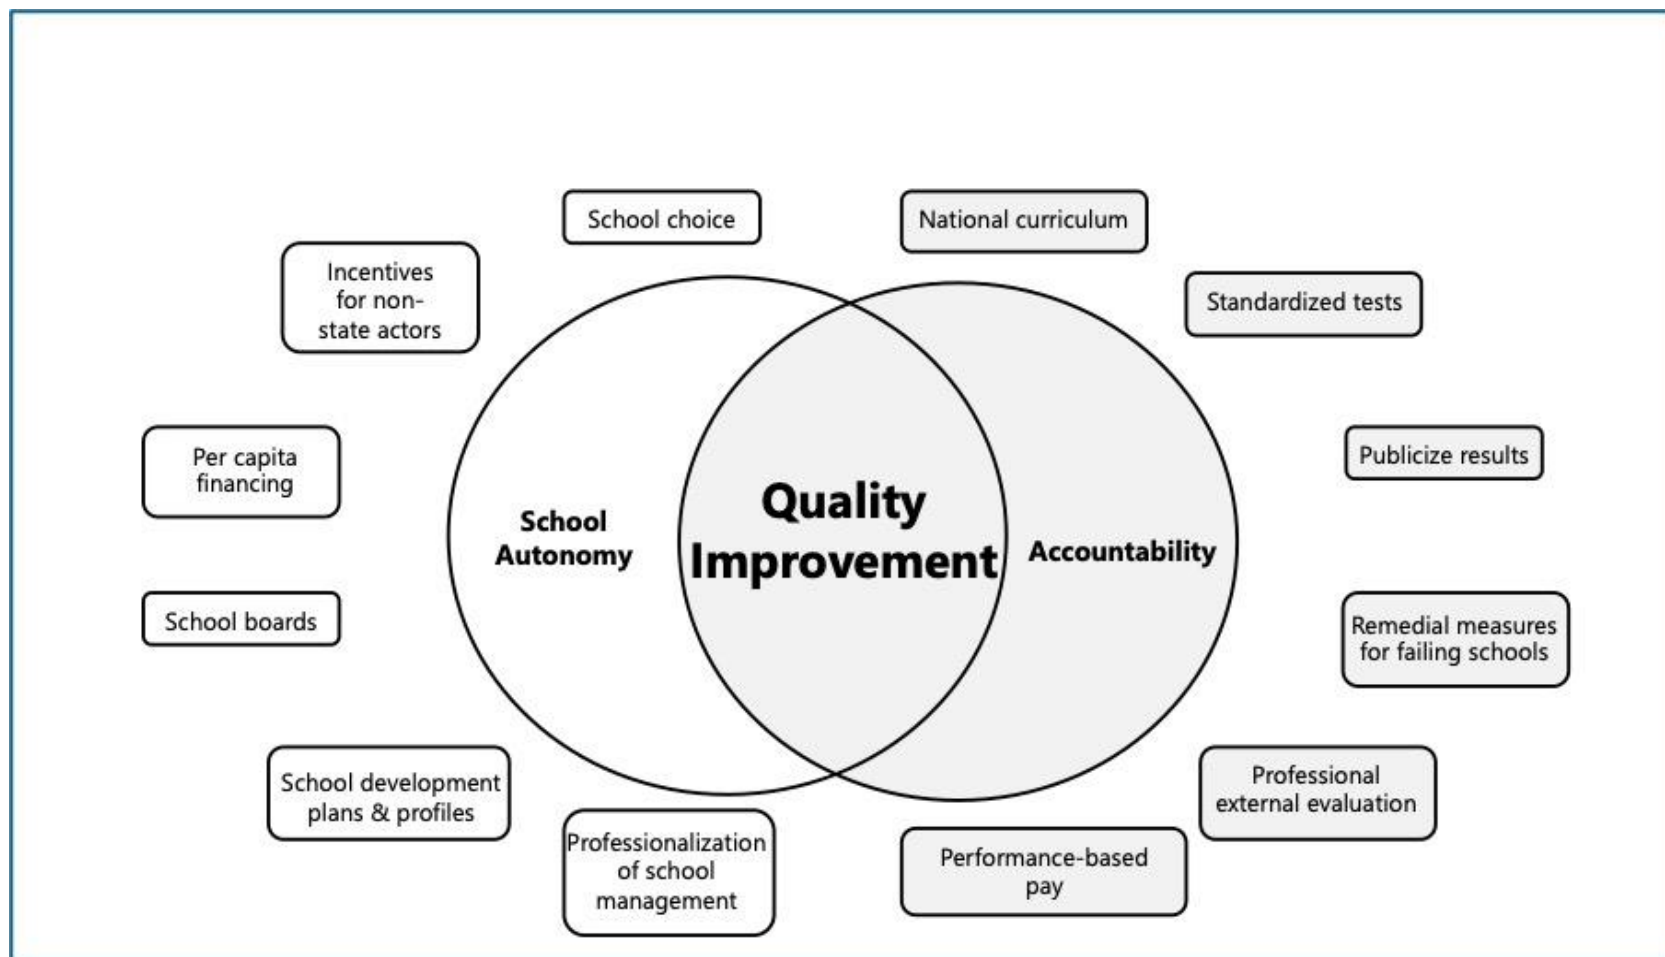 School choice
National curriculum
Incentives
for non-
state actors
Standardized tests
Per capita
financing
Publicize results
School
Autonomy
Quality
Improvement
Accountability
School boards
Remedial measures
for failing schools
School development
plans & profiles
Professional
external evaluation
Professionalization
of school
management
Performance-based
pay